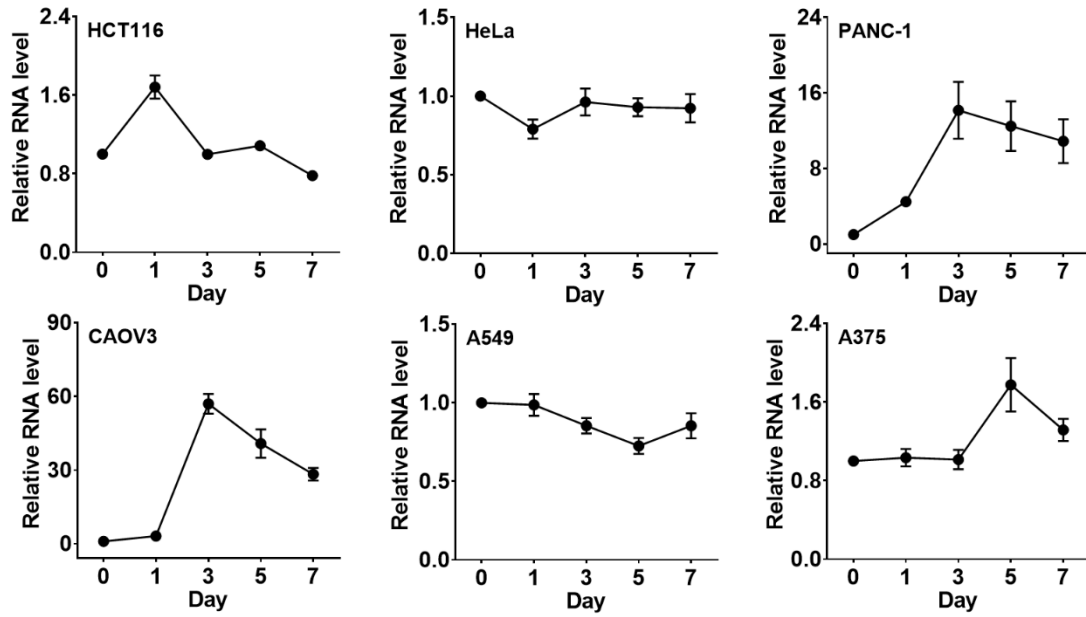 HCT116
Relative RNA level
2.4
1.6
0.8
0.0
0 1 3 5 7
Day
HeLa
Relative RNA level
1.5
1.0
0.5
0.0
0 1 3 5 7
Day
PANC-1
Relative RNA level
24
16
8
0
0 1 3 5 7
Day
CAOV3
Relative RNA level
90
60
30
0
0 1 3 5 7
Day
A549
Relative RNA level
1.5
1.0
0.5
0.0
0 1 3 5 7
Day
A375
Relative RNA level
2.4
1.6
0.8
0.0
0 1 3 5 7
Day